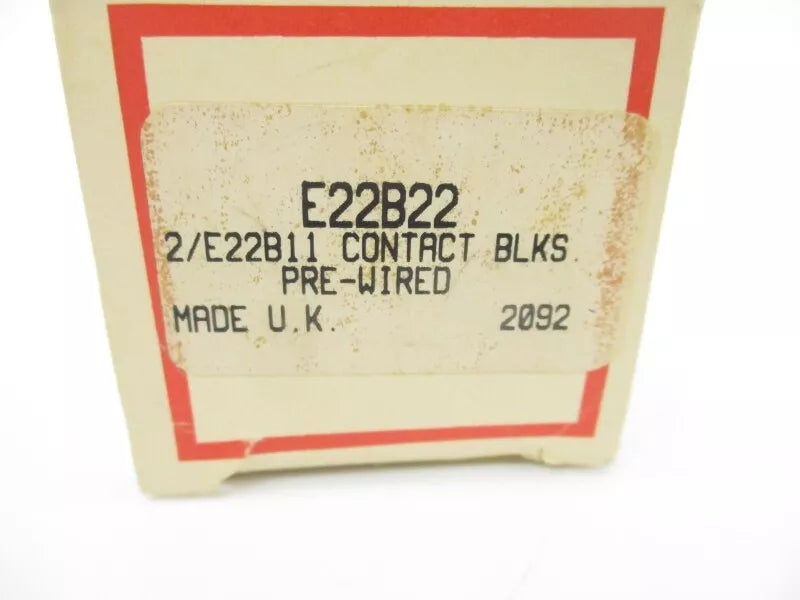 E22B22
2/E22B11 CONTACT BLKS.
PRE-WIRED
MADE U.K. 2092